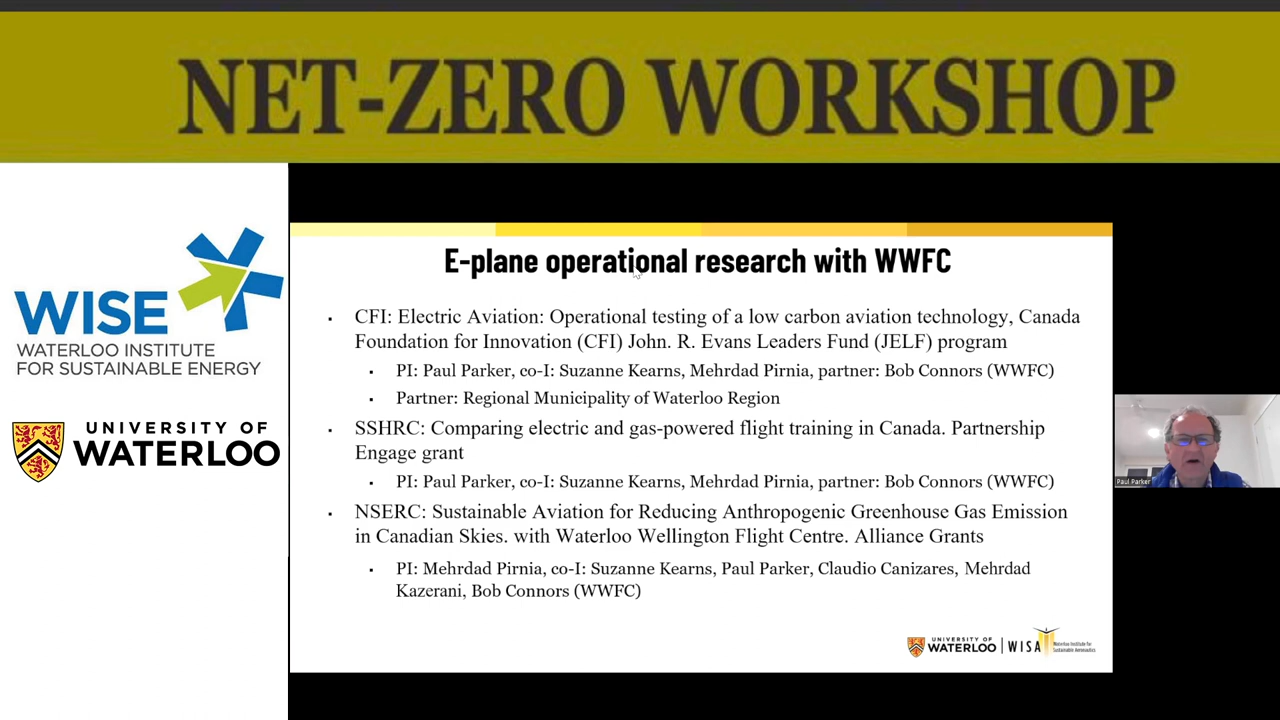 NET-ZERO WORKSHOP
WISE
WATERLOO INSTITUTE
FOR SUSTAINABLE ENERGY
UNIVERSITY OF
WATERLOO
E-plane operational research with WWFC
CFI: Electric Aviation: Operational testing of a low carbon aviation technology, Canada
Foundation for Innovation (CFI) John. R. Evans Leaders Fund (JELF) program
PI: Paul Parker, co-I: Suzanne Kearns, Mehrdad Pirnia, partner: Bob Connors (WWFC)
Partner: Regional Municipality of Waterloo Region
SSHRC: Comparing electric and gas-powered flight training in Canada. Partnership
Engage grant
PI: Paul Parker, co-I: Suzanne Kearns, Mehrdad Pirnia, partner: Bob Connors (WWFC)
NSERC: Sustainable Aviation for Reducing Anthropogenic Greenhouse Gas Emission
in Canadian Skies. with Waterloo Wellington Flight Centre. Alliance Grants
PI: Mehrdad Pirnia, co-I: Suzanne Kearns, Paul Parker, Claudio Canizares, Mehrdad
Kazerani, Bob Connors (WWFC)
UNIVERSITY OF
WATERLOO
WISA
Waterloo Institute for
Sustainable Aeronautics
Paul Parker